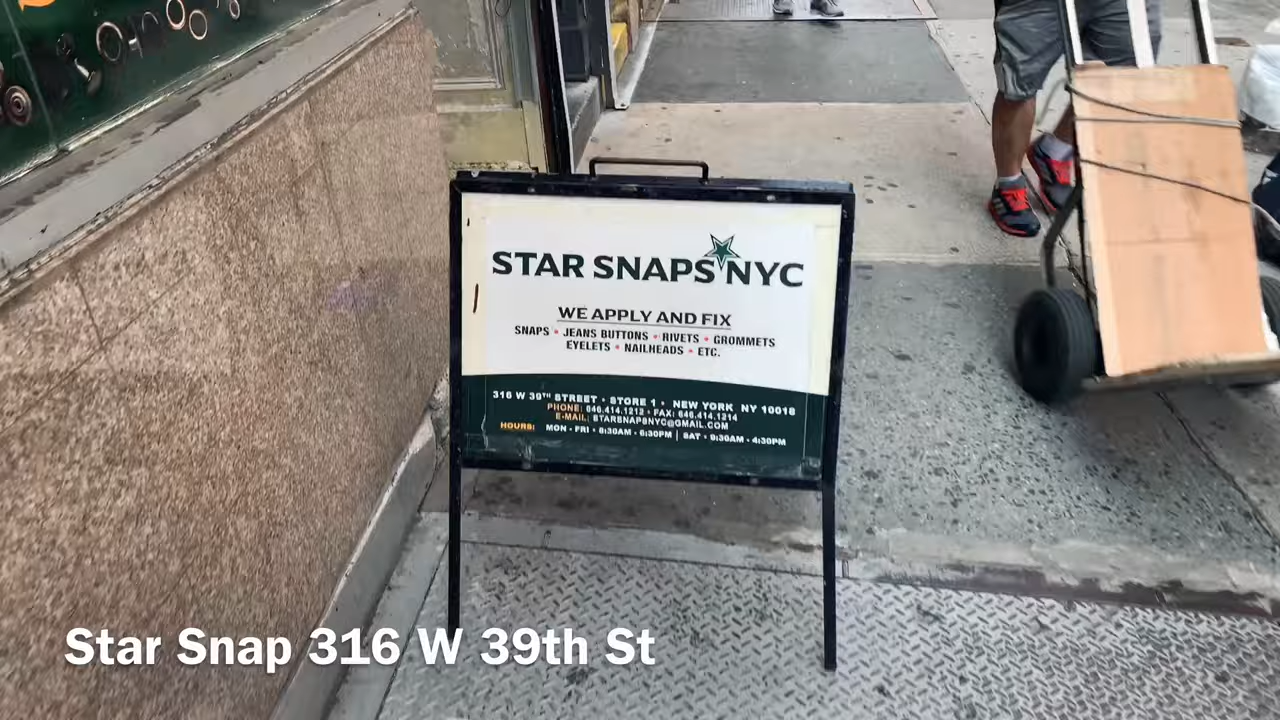 STAR SNAPS NYC
WE APPLY AND FIX
SNAPS • JEANS BUTTONS • RIVETS • GROMMETS
EYELETS • NAILHEADS • ETC.
316 W 39TH STREET • STORE 1 • NEW YORK NY 10018
PHONE: 646.414.1212 • FAX: 646.414.1214
E-MAIL: STARSNAPSNYC@GMAIL.COM
HOURS: MON - FRI • 8:30AM - 6:30PM | SAT • 9:30AM - 4:30PM
Star Snap 316 W 39th St